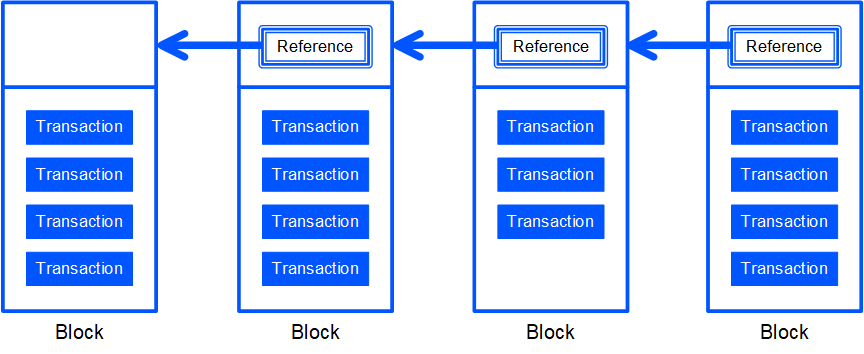 Reference Reference Reference
Transaction Transaction Transaction Transaction
Transaction Transaction Transaction Transaction
Transaction Transaction Transaction Transaction
Transaction Transaction Transaction
Block Block Block Block